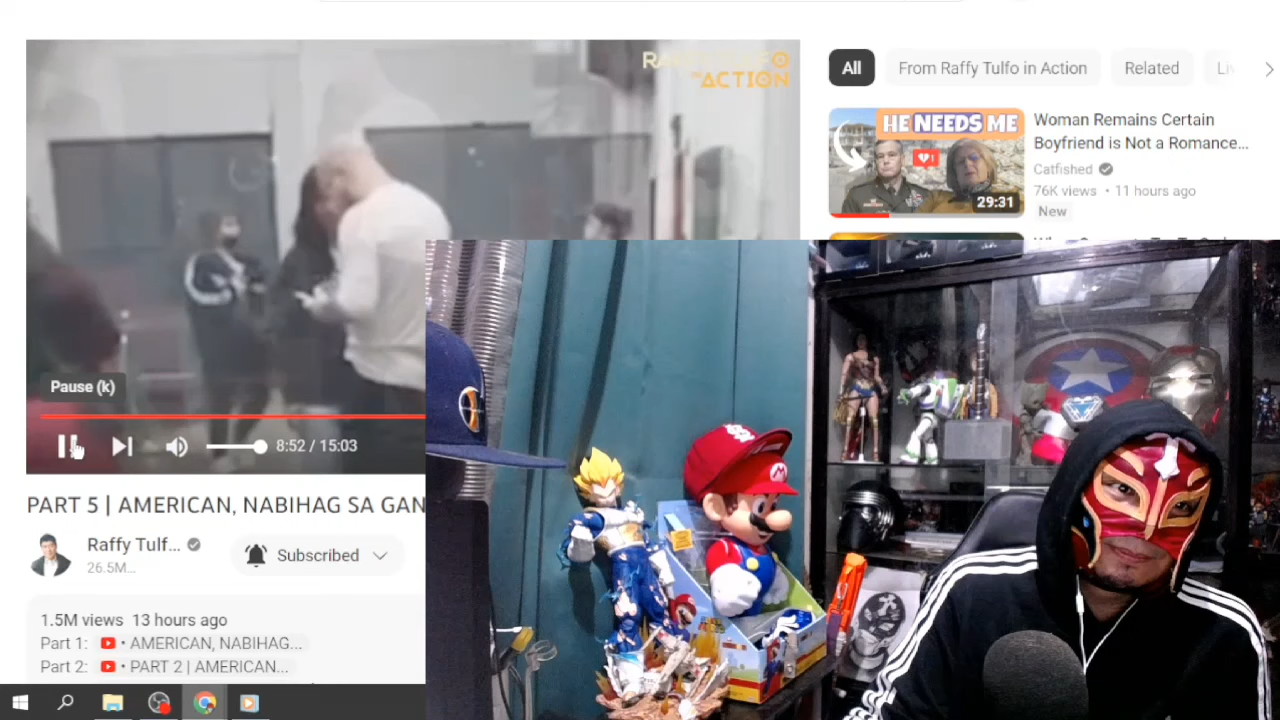 RAFFY TULFO
IN ACTION
Pause (k)
8:52 / 15:03
PART 5 | AMERICAN, NABIHAG SA GAN
Raffy Tulf...
26.5M...
Subscribed
1.5M views 13 hours ago
Part 1: • AMERICAN, NABIHAG...
Part 2: • PART 2 | AMERICAN...
All
From Raffy Tulfo in Action
Related
Li
HE NEEDS ME
29:31
Woman Remains Certain
Boyfriend is Not a Romance...
Catfished
76K views • 11 hours ago
New
M